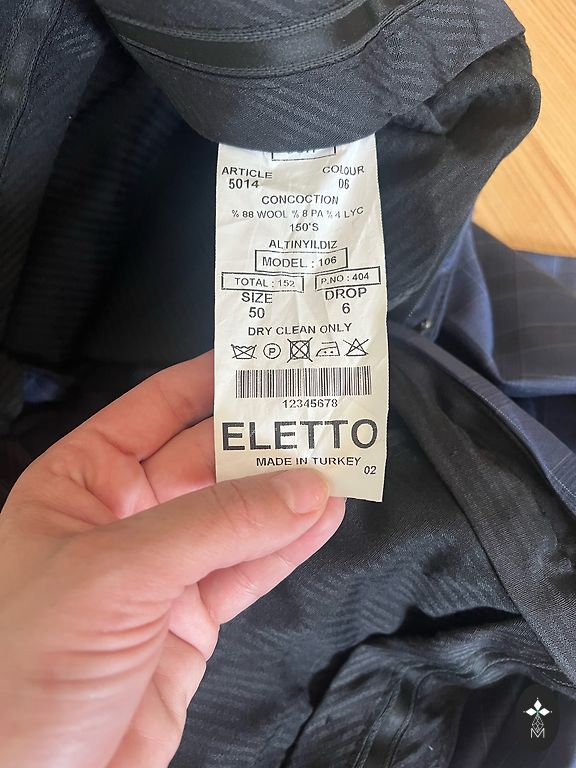 ARTICLE COLOUR
5014 06
CONCOCTION
% 88 WOOL % 8 PA % 4 LYC
150'S
ALTINYILDIZ
MODEL : 106
TOTAL : 152 P.NO : 404
SIZE DROP
50 6
DRY CLEAN ONLY
P
12345678
ELETTO
MADE IN TURKEY
02
M